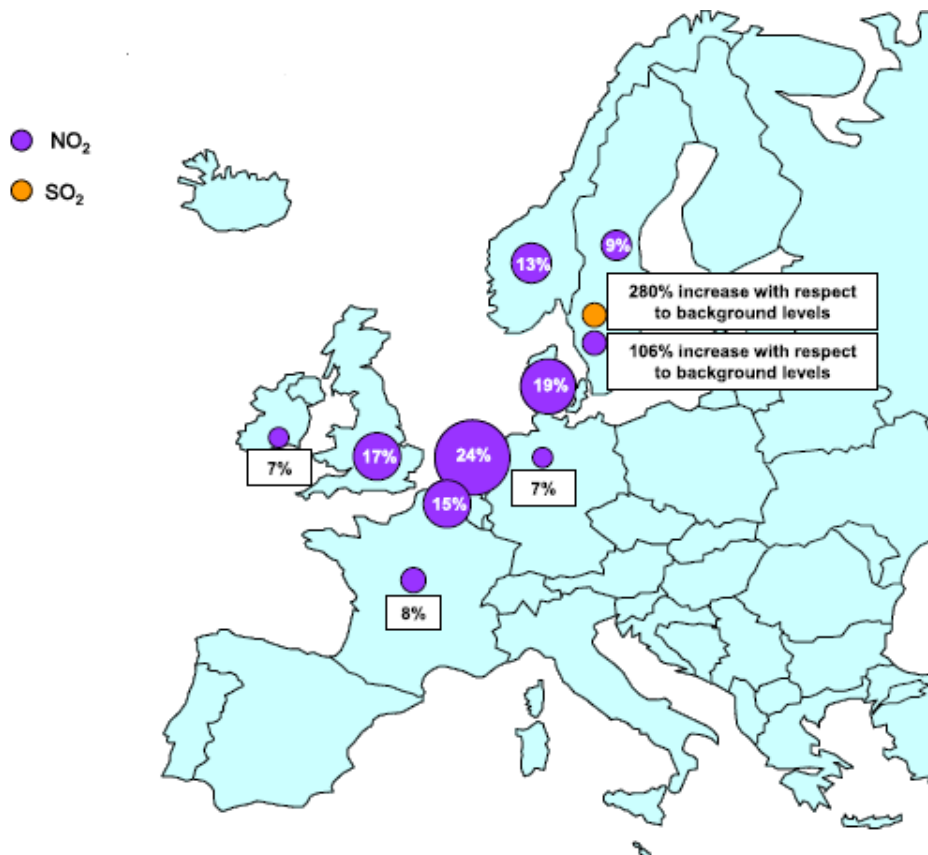 NO₂
SO₂
13%
9%
280% increase with respect
to background levels
106% increase with respect
to background levels
19%
7%
17%
24%
7%
15%
8%